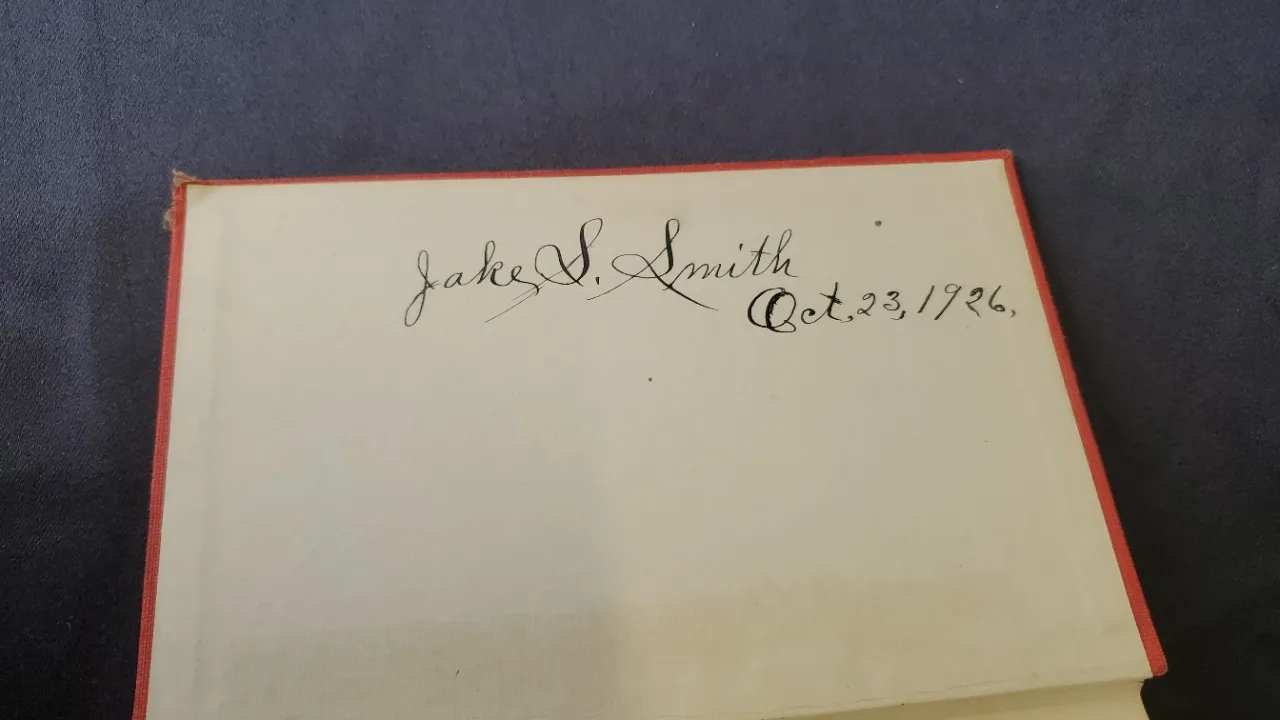 Jake S. Smith
Oct. 23, 1926.